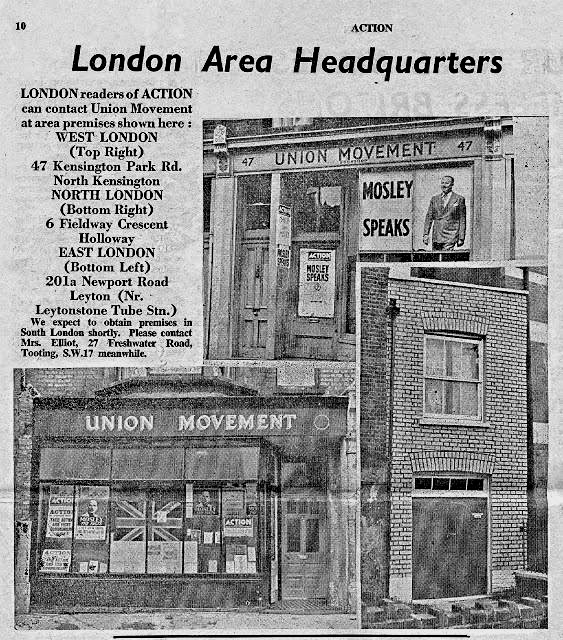 10
ACTION
London Area Headquarters
LONDON readers of ACTION
can contact Union Movement
at area premises shown here :
WEST LONDON
(Top Right)
47 Kensington Park Rd.
North Kensington
NORTH LONDON
(Bottom Right)
6 Fieldway Crescent
Holloway
EAST LONDON
(Bottom Left)
201a Newport Road
Leyton (Nr.
Leytonstone Tube Stn.)
We expect to obtain premises in
South London shortly. Please contact
Mrs. Elliot, 27 Freshwater Road,
Tooting, S.W.17 meanwhile.
47 UNION MOVEMENT 47
MOSLEY
SPEAKS
ACTION
MOSLEY
SPEAKS
UNION MOVEMENT
ACTION
MOSLEY
ACTION
ACTION